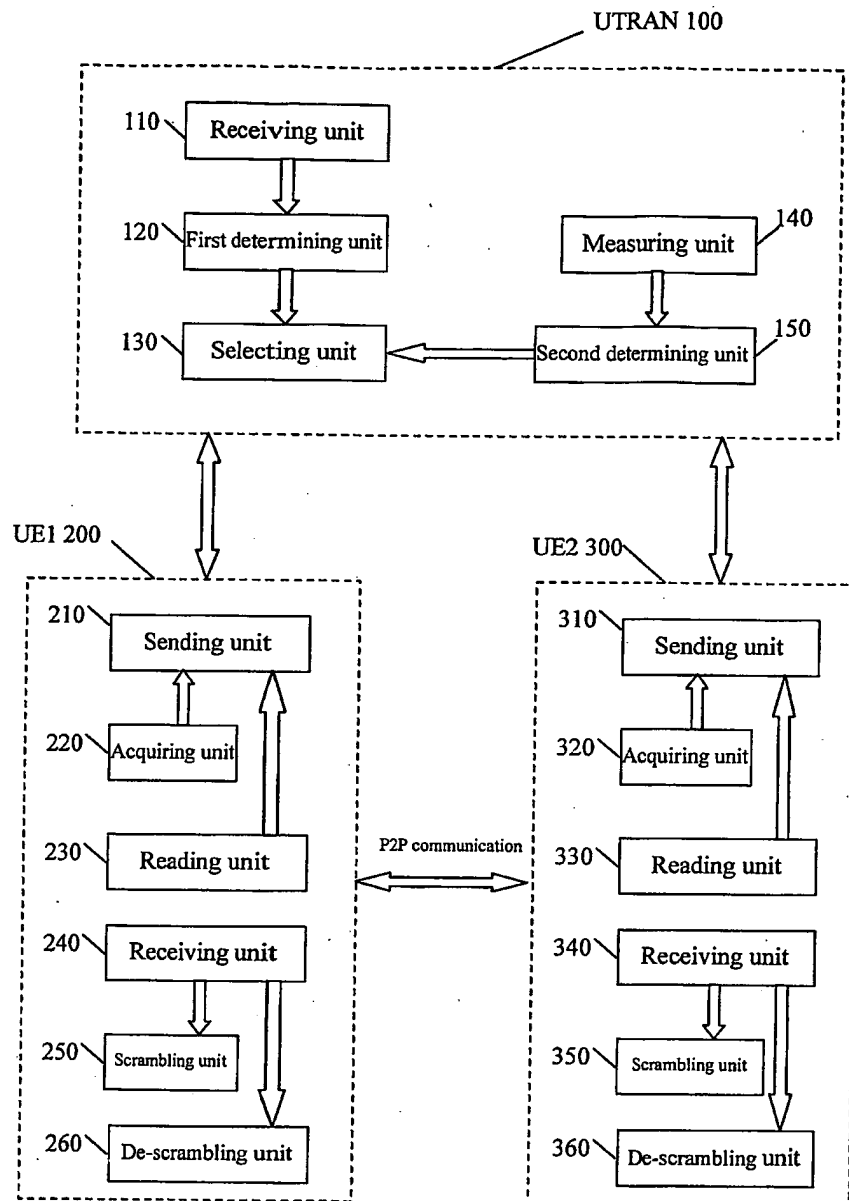 UTRAN 100
110
Receiving unit
120
First determining unit
140
Measuring unit
130
Selecting unit
150
Second determining unit
UE1 200
UE2 300
210
Sending unit
220
Acquiring unit
230
Reading unit
240
Receiving unit
250
Scrambling unit
260
De-scrambling unit
P2P communication
310
Sending unit
320
Acquiring unit
330
Reading unit
340
Receiving unit
350
Scrambling unit
360
De-scrambling unit